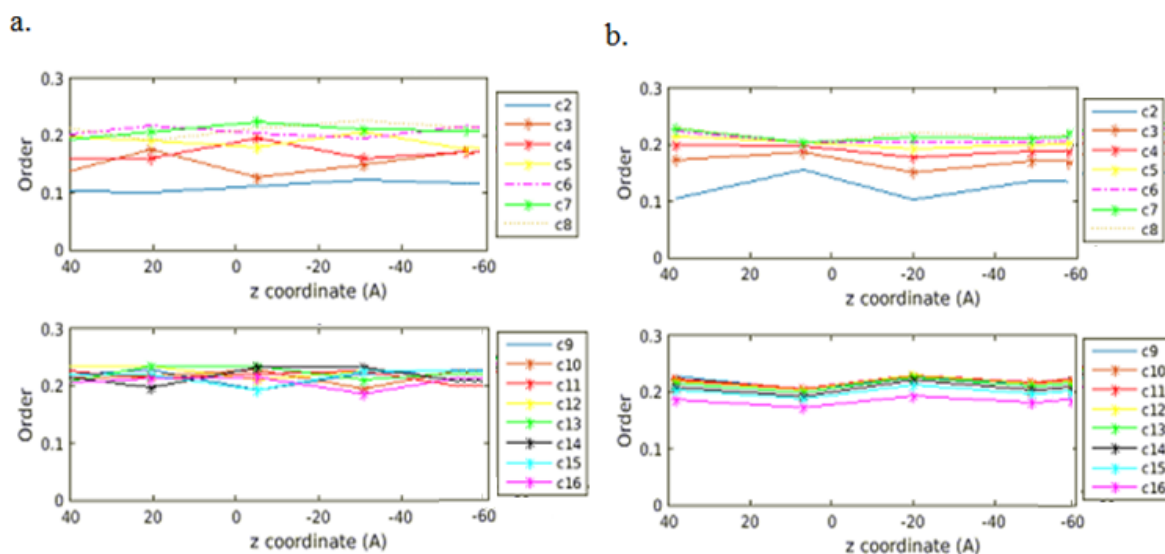 a.
0.3
0.2
0.1
0
Order
40 20 0 -20 -40 -60
z coordinate (A)
c2
c3
c4
c5
c6
c7
c8
0.3
0.2
0.1
0
Order
40 20 0 -20 -40 -60
z coordinate (A)
c9
c10
c11
c12
c13
c14
c15
c16
b.
0.3
0.2
0.1
0
Order
40 20 0 -20 -40 -60
z coordinate (A)
c2
c3
c4
c5
c6
c7
c8
0.3
0.2
0.1
0
Order
40 20 0 -20 -40 -60
z coordinate (A)
c9
c10
c11
c12
c13
c14
c15
c16